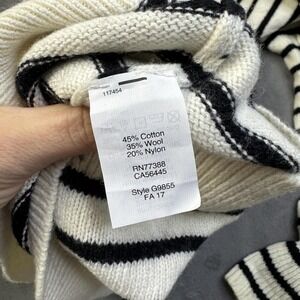 117454
45% Cotton
35% Wool
20% Nylon
RN77388
CA56445
Style G9855
FA 17